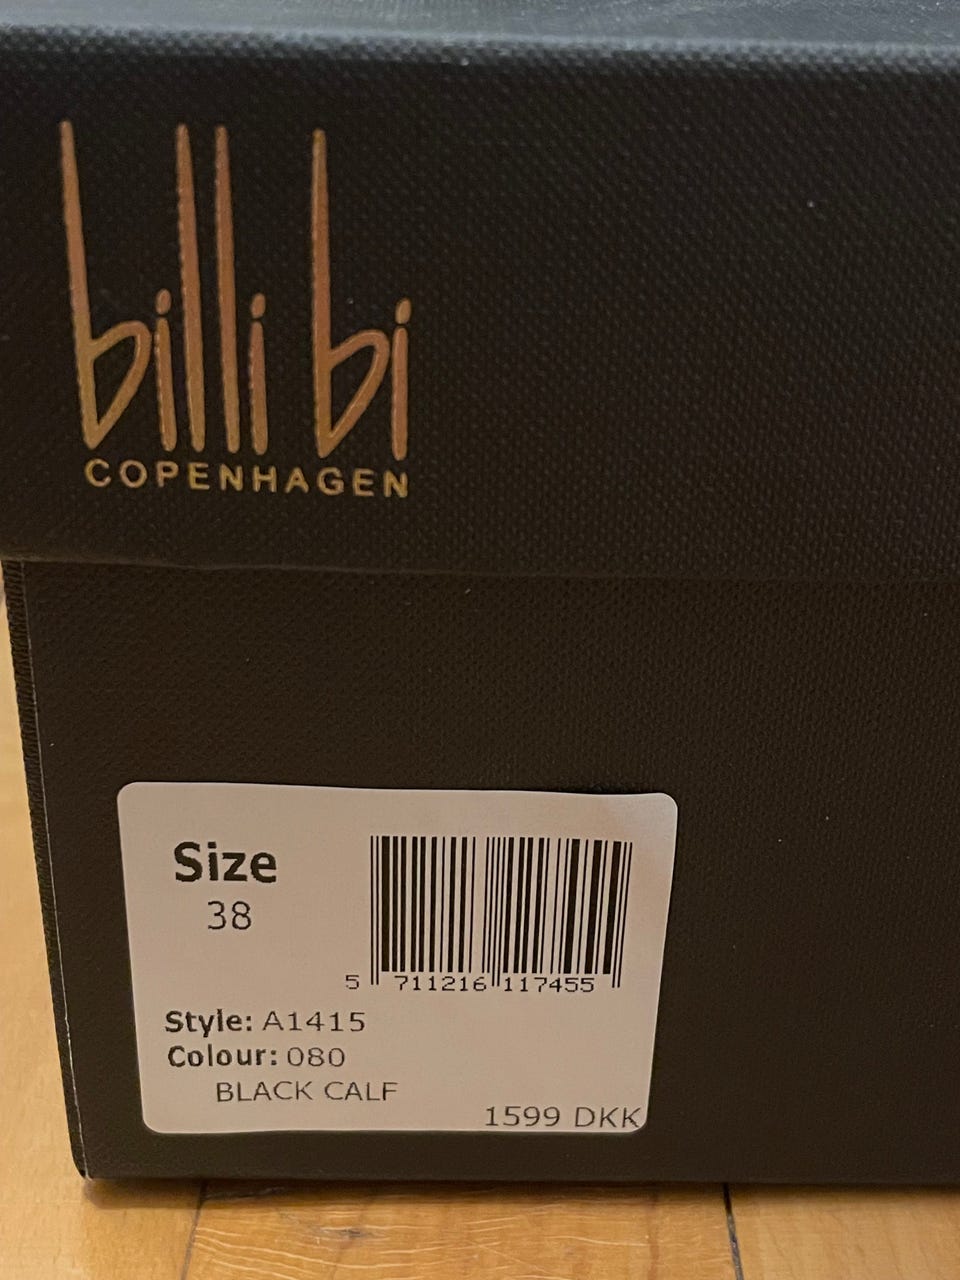 billi bi
COPENHAGEN
Size
38
5 711216 117455
Style: A1415
Colour: 080
BLACK CALF
1599 DKK